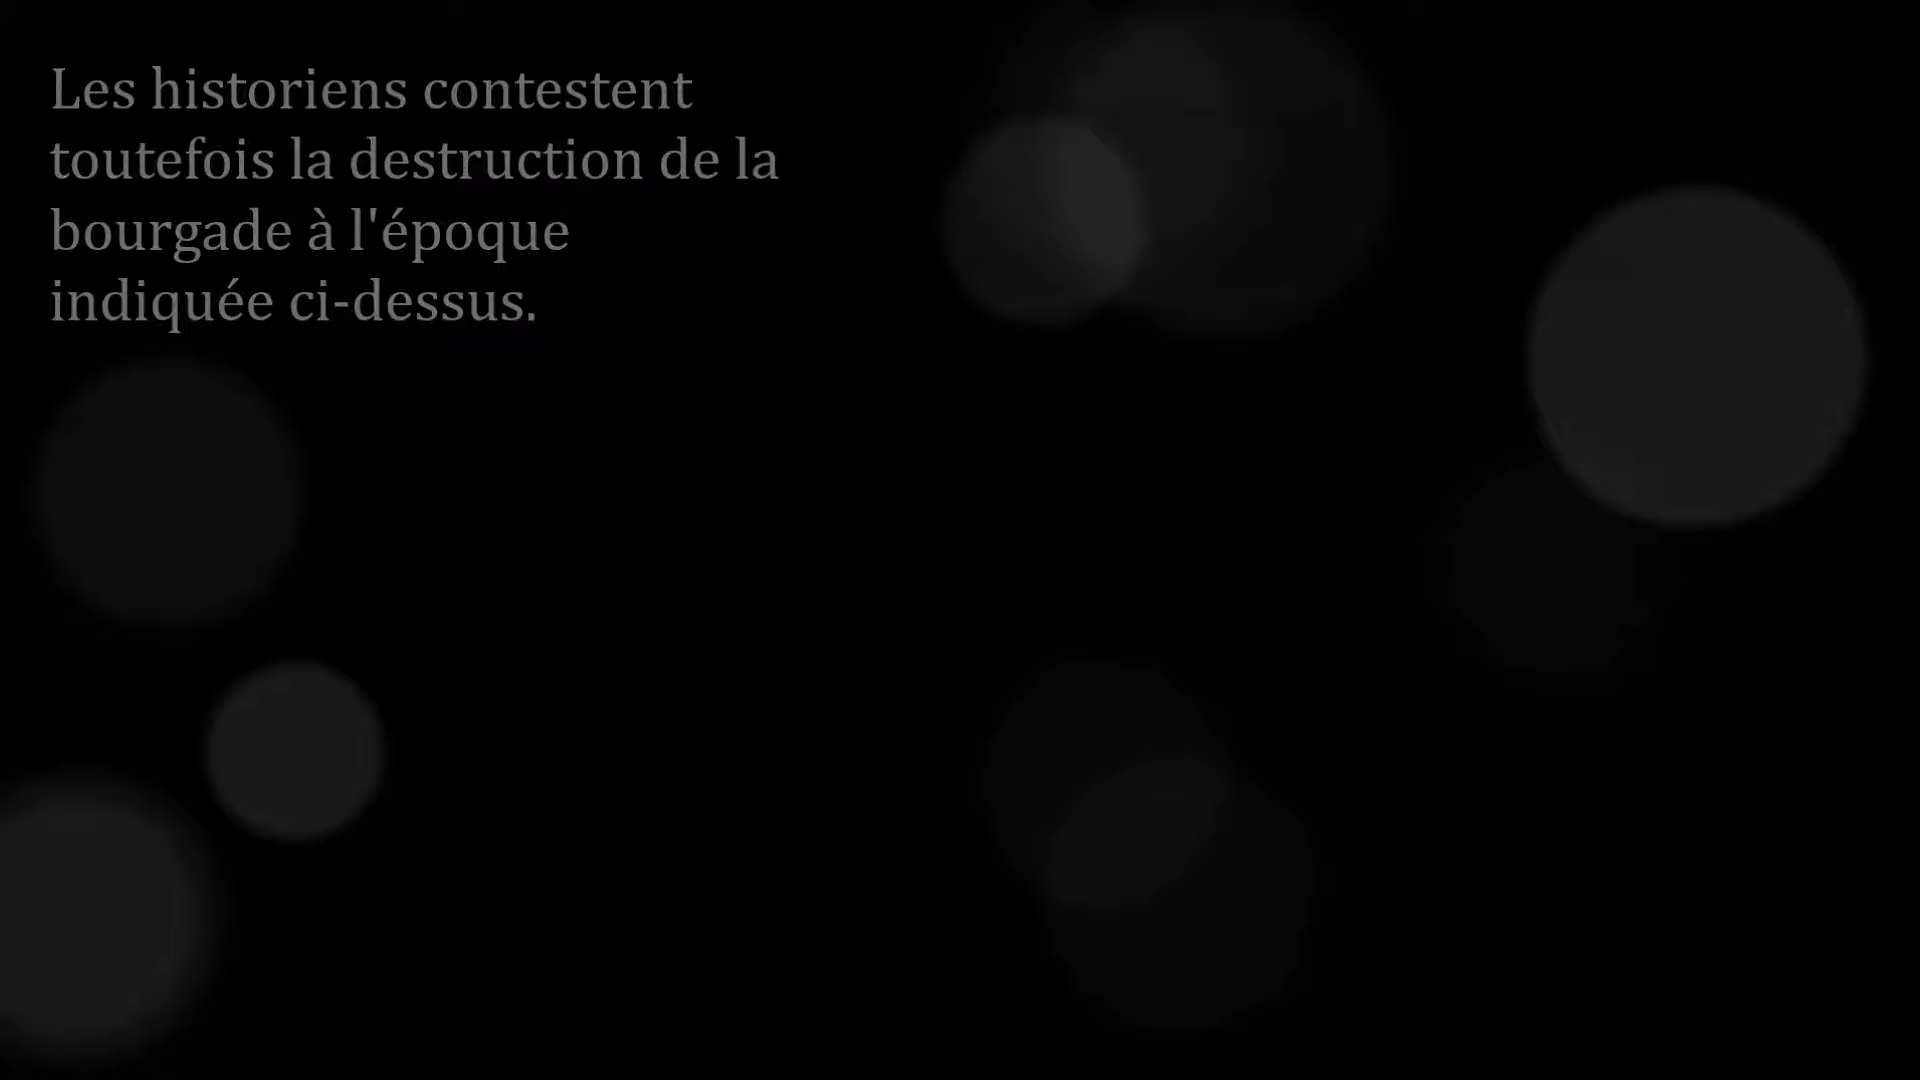 Les historiens contestent
toutefois la destruction de la
bourgade à l'époque
indiquée ci-dessus.